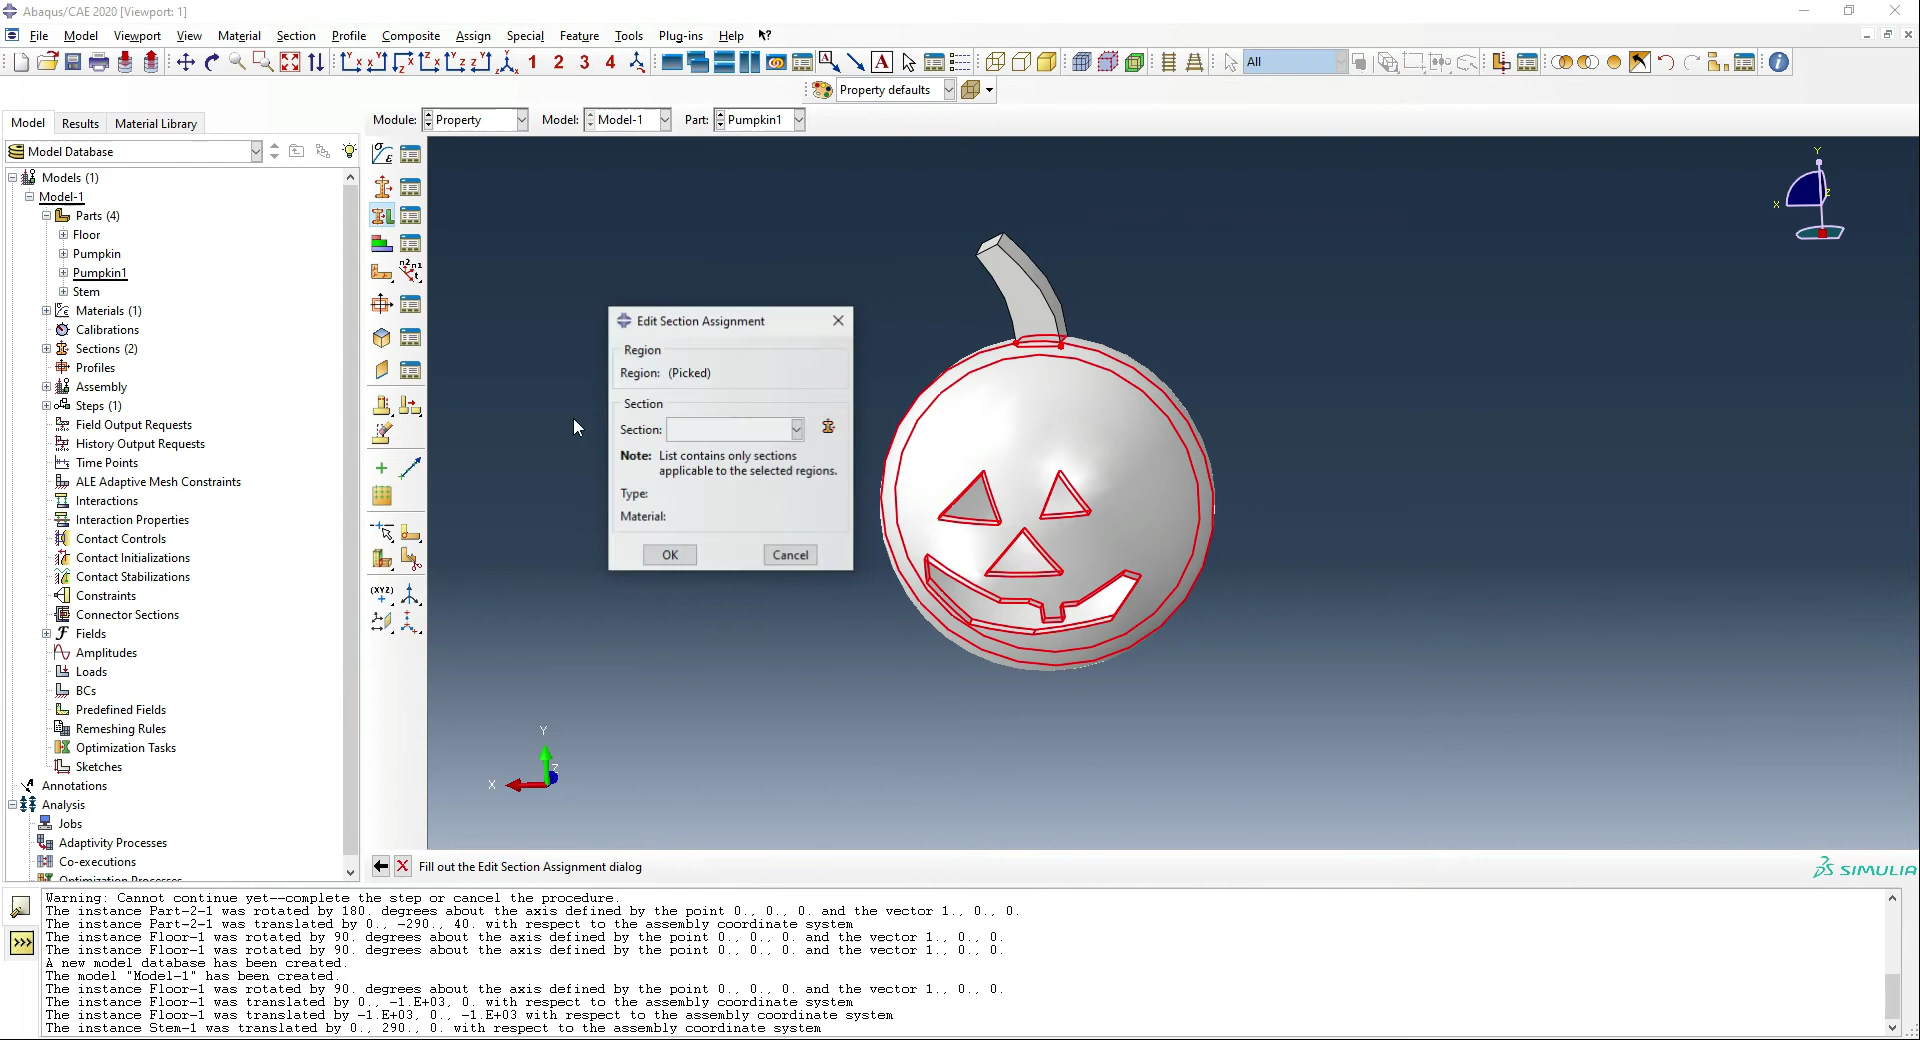 Abaqus/CAE 2020 [Viewport: 1]
File Model Viewport View Material Section Profile Composite Assign Special Feature Tools Plug-ins Help
1 2 3 4 All
Property defaults
Model Results Material Library
Module: Property Model: Model-1 Part: Pumpkin1
Model Database
Models (1)
Model-1
Parts (4)
Floor
Pumpkin
Pumpkin1
Stem
Materials (1)
Calibrations
Sections (2)
Profiles
Assembly
Steps (1)
Field Output Requests
History Output Requests
Time Points
ALE Adaptive Mesh Constraints
Interactions
Interaction Properties
Contact Controls
Contact Initializations
Contact Stabilizations
Constraints
Connector Sections
Fields
Amplitudes
Loads
BCs
Predefined Fields
Remeshing Rules
Optimization Tasks
Sketches
Annotations
Analysis
Jobs
Adaptivity Processes
Co-executions
Optimization Processes
Edit Section Assignment
Region
Region: (Picked)
Section
Section:
Note: List contains only sections
applicable to the selected regions.
Type:
Material:
OK Cancel
Y
X
Z
Y
Z
X
Fill out the Edit Section Assignment dialog
SIMULIA
Warning: Cannot continue yet--complete the step or cancel the procedure.
The instance Part-2-1 was rotated by 180. degrees about the axis defined by the point 0., 0., 0. and the vector 1., 0., 0.
The instance Part-2-1 was translated by 0., -290., 40. with respect to the assembly coordinate system
The instance Floor-1 was rotated by 90. degrees about the axis defined by the point 0., 0., 0. and the vector 1., 0., 0.
The instance Floor-1 was rotated by 90. degrees about the axis defined by the point 0., 0., 0. and the vector 1., 0., 0.
A new model database has been created.
The model "Model-1" has been created.
The instance Floor-1 was rotated by 90. degrees about the axis defined by the point 0., 0., 0. and the vector 1., 0., 0.
The instance Floor-1 was translated by 0., -1.E+03, 0. with respect to the assembly coordinate system
The instance Floor-1 was translated by -1.E+03, 0., -1.E+03 with respect to the assembly coordinate system
The instance Stem-1 was translated by 0., 290., 0. with respect to the assembly coordinate system